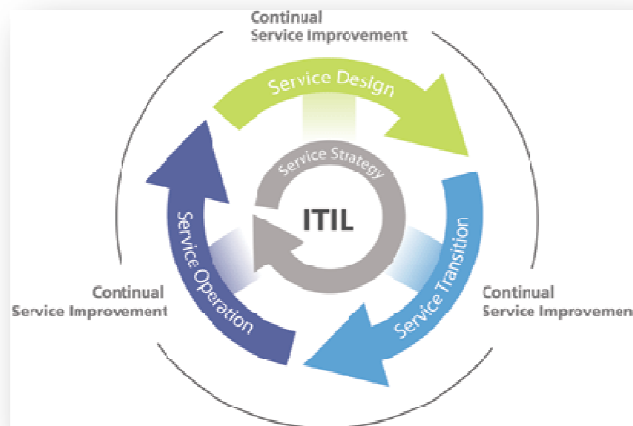 Continual
Service Improvement
Service Design
Service Strategy
ITIL
Service Operation
Service Transition
Continual
Service Improvement
Continual
Service Improvemen